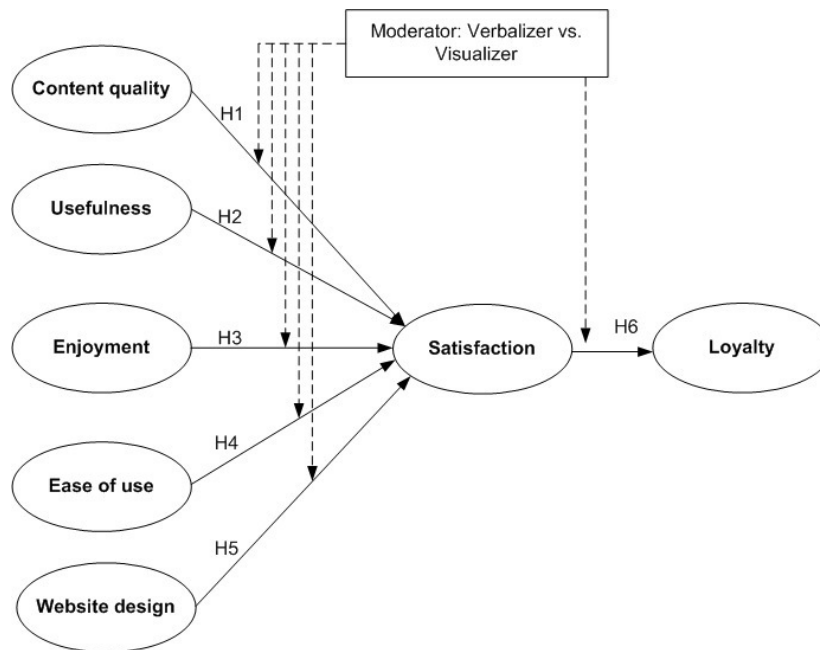 Moderator: Verbalizer vs.
Visualizer
Content quality
H1
Usefulness
H2
Enjoyment
H3
Satisfaction
H6
Loyalty
H4
Ease of use
H5
Website design